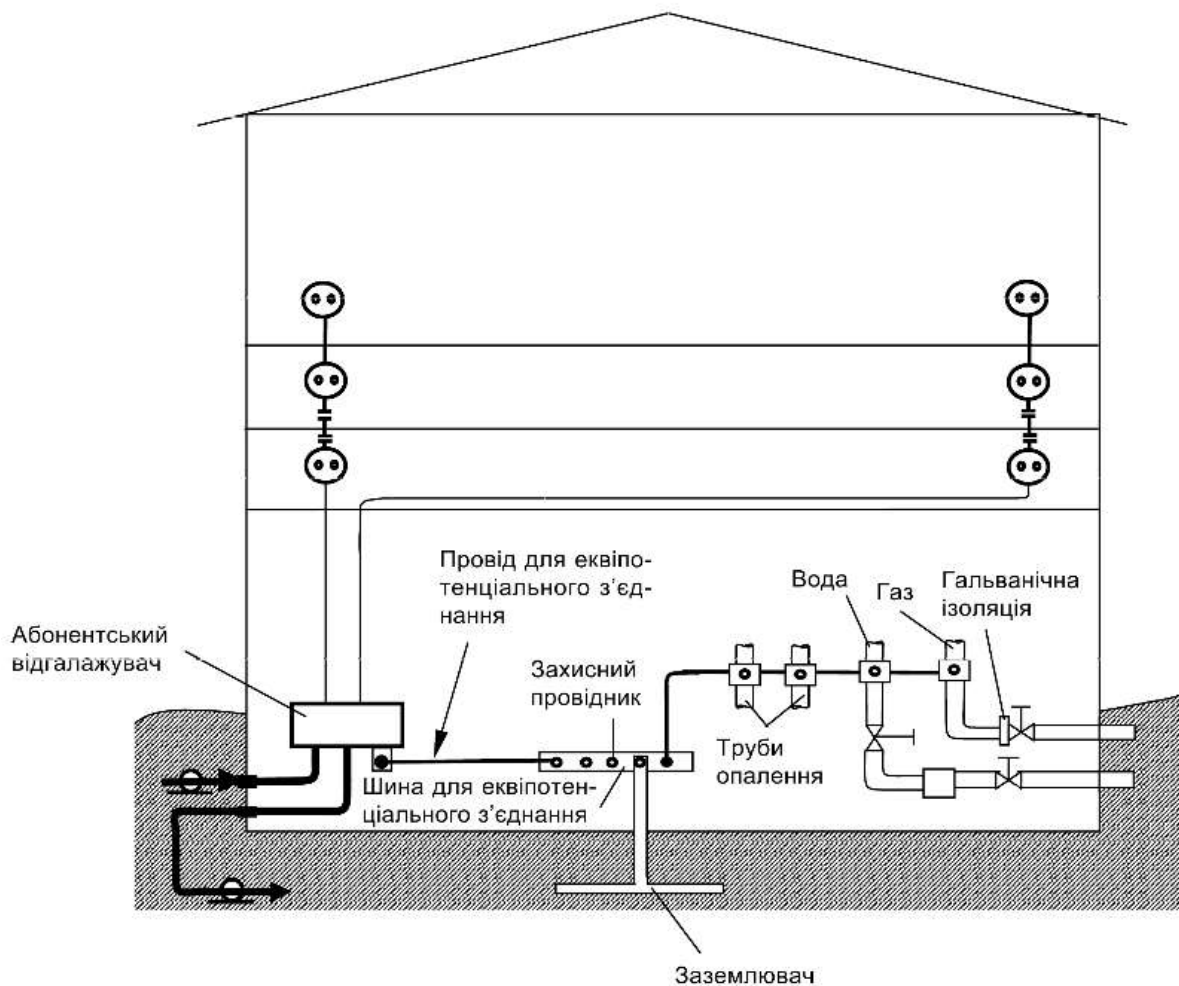 Провід для еквіпо-
тенціального з’єд-
нання
Вода
Газ
Гальванічна
ізоляція
Абонентський
відгалажувач
Захисний
провідник
Труби
опалення
Шина для еквіпотен-
ціального з’єднання
Заземлювач